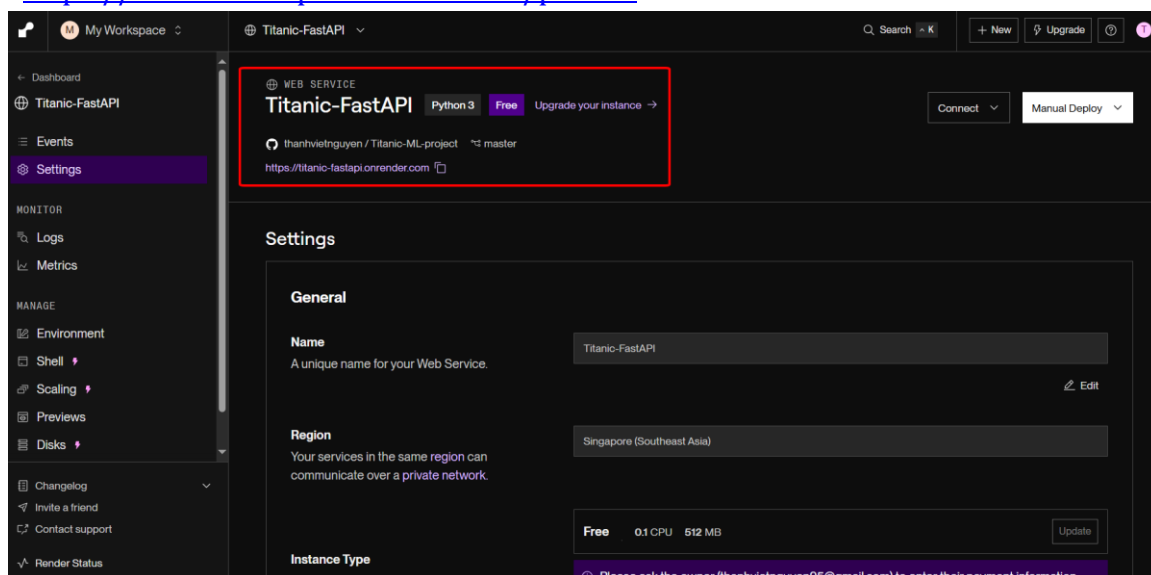 M My Workspace
Titanic-FastAPI
Search K
+ New
Upgrade
T
← Dashboard
Titanic-FastAPI
Events
Settings
MONITOR
Logs
Metrics
MANAGE
Environment
Shell
Scaling
Previews
Disks
Changelog
Invite a friend
Contact support
Render Status
WEB SERVICE
Titanic-FastAPI Python 3 Free Upgrade your instance →
thanhvietnguyen / Titanic-ML-project master
https://titanic-fastapi.onrender.com
Connect
Manual Deploy
Settings
General
Name
A unique name for your Web Service.
Titanic-FastAPI
Edit
Region
Your services in the same region can
communicate over a private network.
Singapore (Southeast Asia)
Instance Type
Free 0.1 CPU 512 MB
Update